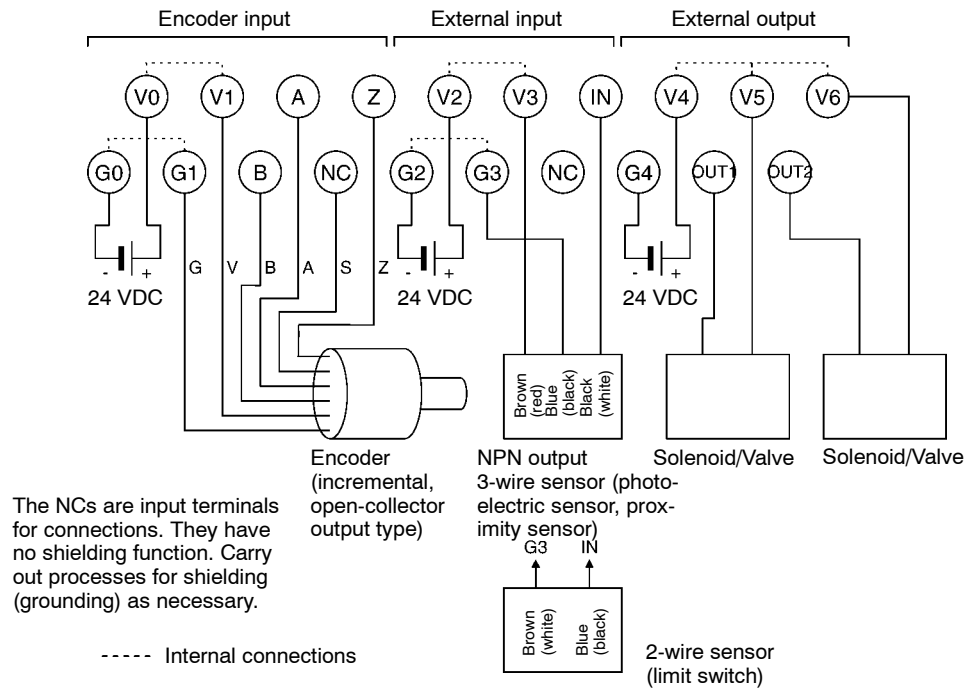 Encoder input
External input
External output
V0 V1 A Z V2 V3 IN V4 V5 V6
G0 G1 B NC G2 G3 NC G4 OUT1 OUT2
- + G V B A S Z - + - +
24 VDC
24 VDC
24 VDC
Brown
(red)
Blue
(black)
Black
(white)
Encoder
(incremental,
open-collector
output type)
NPN output
3-wire sensor (photo-
electric sensor, prox-
imity sensor)
Solenoid/Valve
Solenoid/Valve
The NCs are input terminals
for connections. They have
no shielding function. Carry
out processes for shielding
(grounding) as necessary.
G3 IN
Brown
(white)
Blue
(black)
2-wire sensor
(limit switch)
----- Internal connections